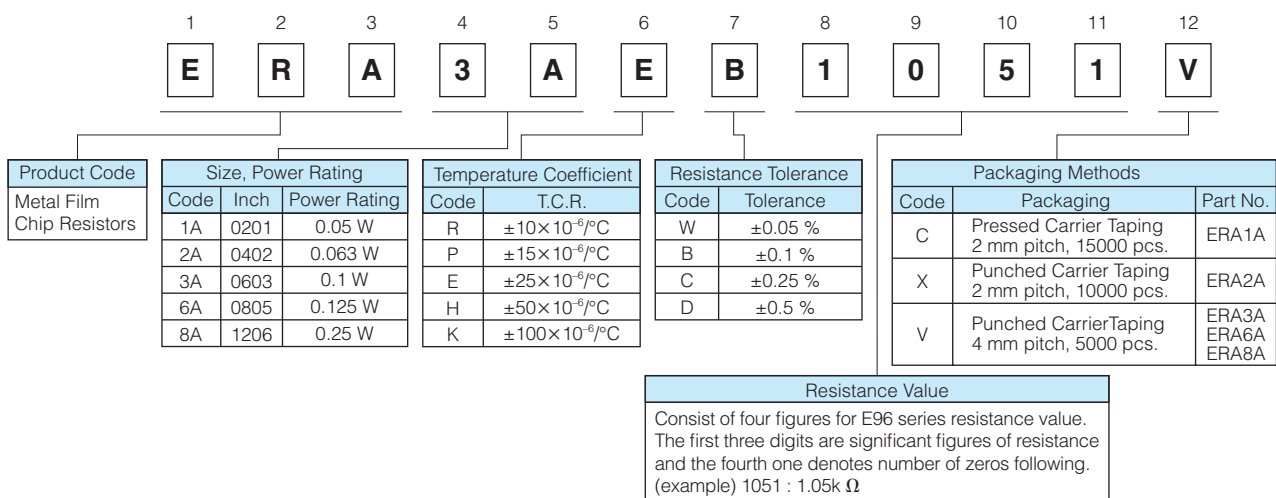 1 2 3 4 5 6 7 8 9 10 11 12
E R A 3 A E B 1 0 5 1 V
Product Code
Metal Film
Chip Resistors
Size, Power Rating
Code Inch Power Rating
1A 0201 0.05 W
2A 0402 0.063 W
3A 0603 0.1 W
6A 0805 0.125 W
8A 1206 0.25 W
Temperature Coefficient
Code T.C.R.
R ±10×10⁻⁶/°C
P ±15×10⁻⁶/°C
E ±25×10⁻⁶/°C
H ±50×10⁻⁶/°C
K ±100×10⁻⁶/°C
Resistance Tolerance
Code Tolerance
W ±0.05 %
B ±0.1 %
C ±0.25 %
D ±0.5 %
Packaging Methods
Code Packaging Part No.
C Pressed Carrier Taping
2 mm pitch, 15000 pcs. ERA1A
X Punched Carrier Taping
2 mm pitch, 10000 pcs. ERA2A
V Punched CarrierTaping
4 mm pitch, 5000 pcs.
ERA3A
ERA6A
ERA8A
Resistance Value
Consist of four figures for E96 series resistance value.
The first three digits are significant figures of resistance
and the fourth one denotes number of zeros following.
(example) 1051 : 1.05k Ω